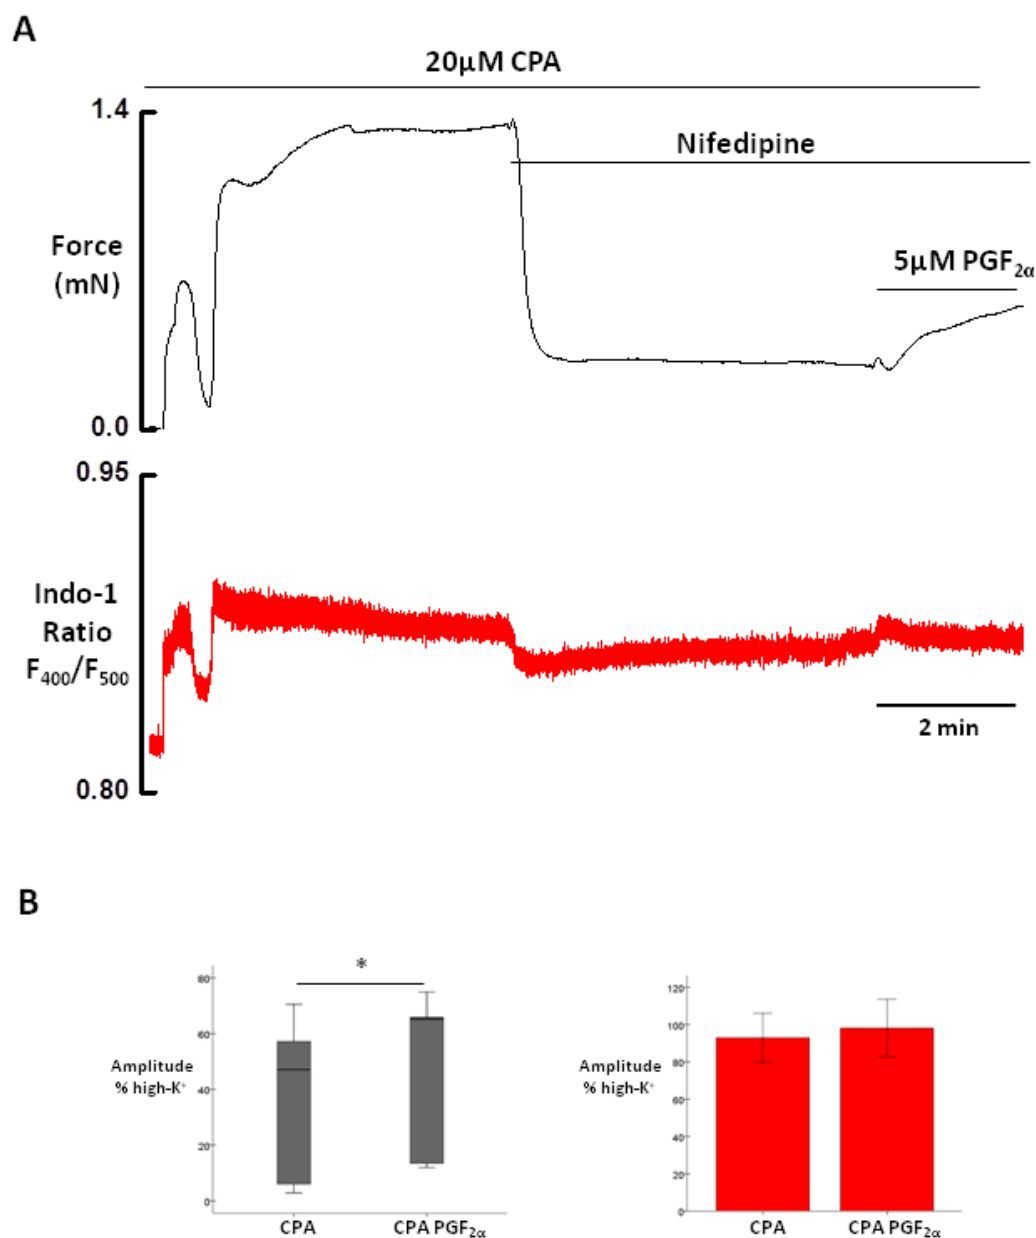 A
20μM CPA
1.4
Nifedipine
Force
(mN)
5μM PGF2α
0.0
0.95
Indo-1
Ratio
F400/F500
2 min
0.80
B
*
80
60
40
20
0
Amplitude
% high-K+
CPA
CPA PGF2α
120
100
80
60
40
20
0
Amplitude
% high-K+
CPA
CPA PGF2α